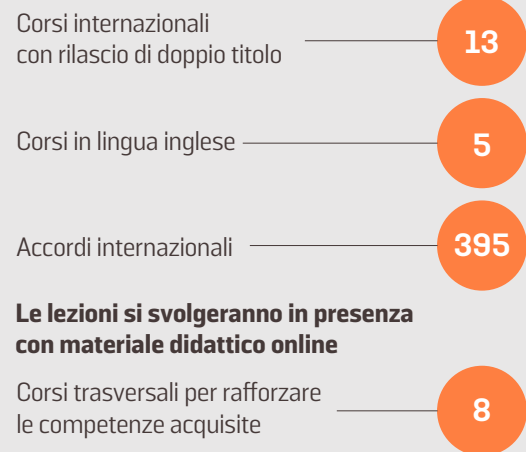 Corsi internazionali
con rilascio di doppio titolo
13
Corsi in lingua inglese
5
Accordi internazionali
395
Le lezioni si svolgeranno in presenza
con materiale didattico online
Corsi trasversali per rafforzare
le competenze acquisite
8